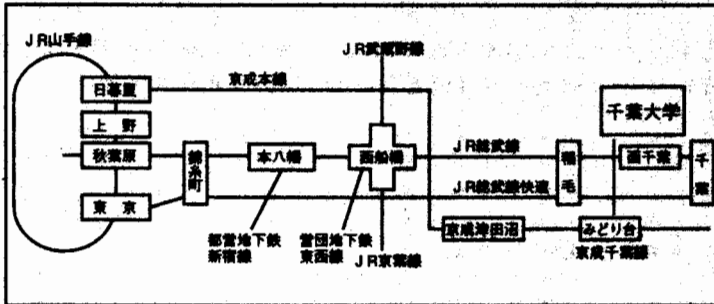 JR山手線
JR武蔵野線
日暮里
京成本線
千葉大学
上野
秋葉原
錦糸町
本八幡
西船橋
JR総武線
稲毛
西千葉
千葉
JR総武線快速
東京
都営地下鉄
新宿線
営団地下鉄
東西線
JR京葉線
京成津田沼
みどり台
京成千葉線